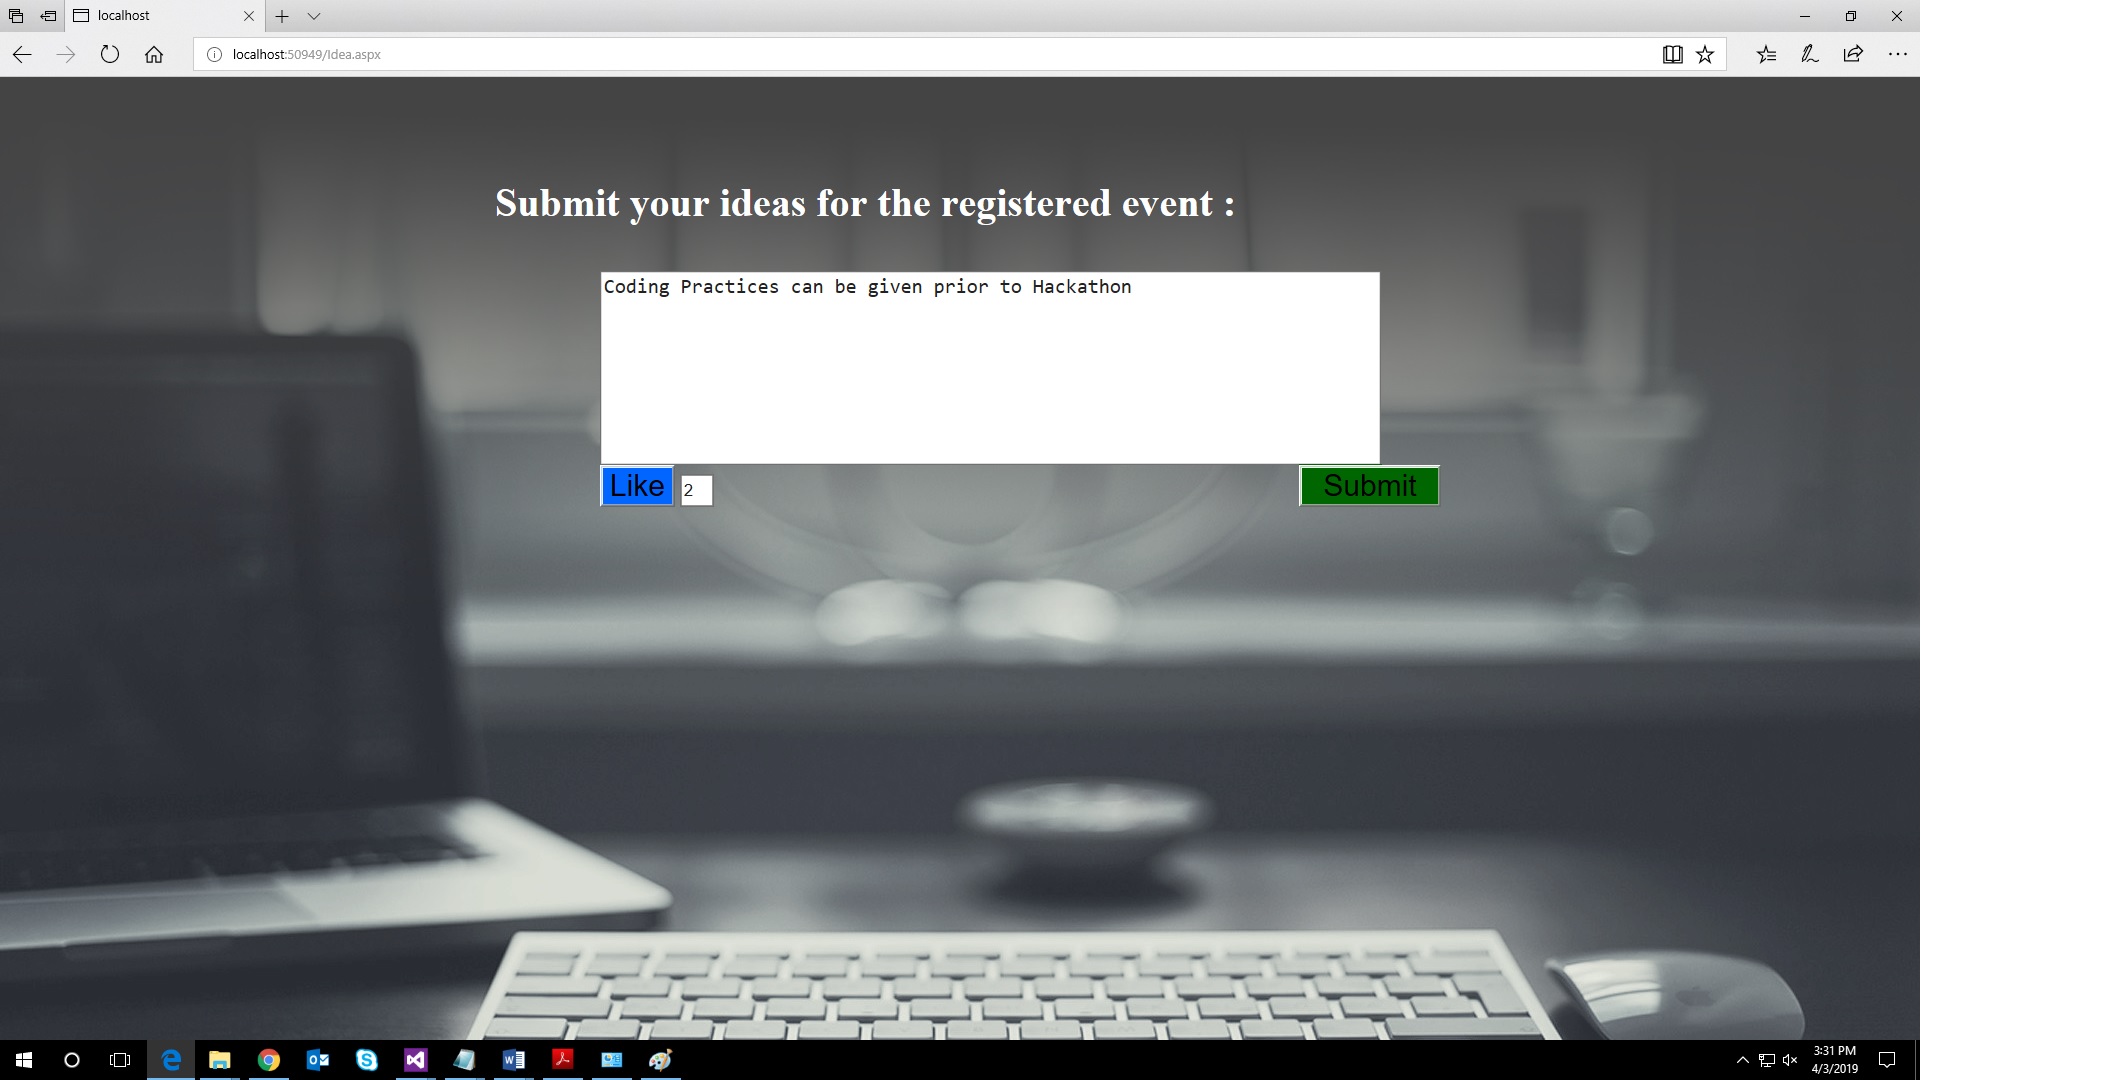 localhost
localhost:50949/Idea.aspx
Submit your ideas for the registered event :
Coding Practices can be given prior to Hackathon
Like
2
Submit
3:31 PM
4/3/2019